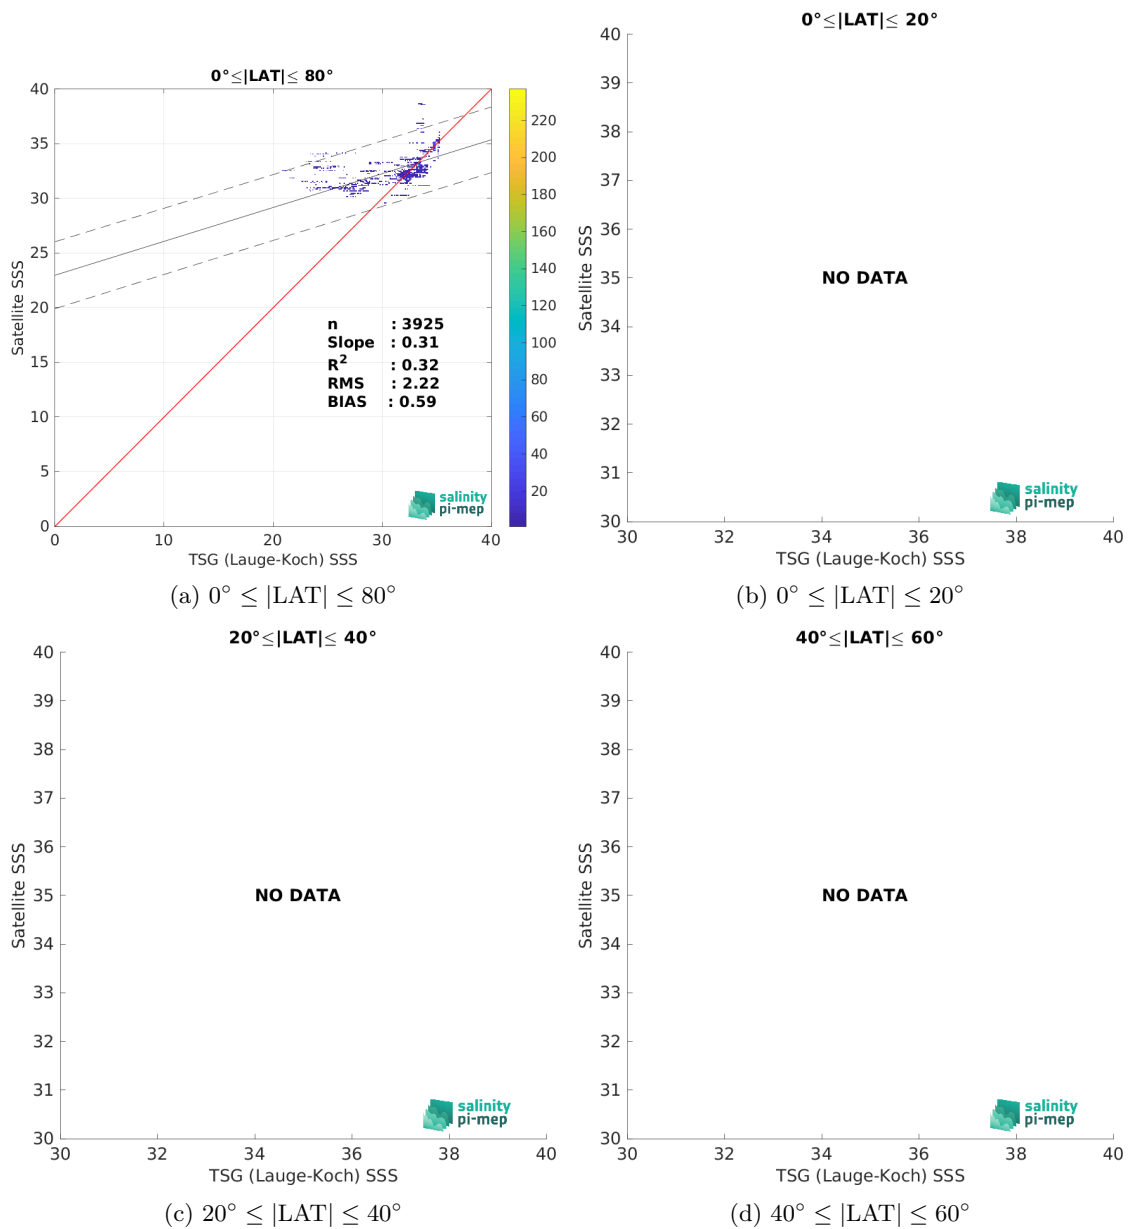 0°≤|LAT|≤ 80°
40
35
30
25
20
15
10
5
0
0
10
20
30
40
Satellite SSS
TSG (Lauge-Koch) SSS
n : 3925
Slope : 0.31
R² : 0.32
RMS : 2.22
BIAS : 0.59
220
200
180
160
140
120
100
80
60
40
20
salinity
pi-mep
(a) 0° ≤ |LAT| ≤ 80°
0°≤|LAT|≤ 20°
40
39
38
37
36
35
34
33
32
31
30
30
32
34
36
38
40
Satellite SSS
TSG (Lauge-Koch) SSS
NO DATA
salinity
pi-mep
(b) 0° ≤ |LAT| ≤ 20°
20°≤|LAT|≤ 40°
40
39
38
37
36
35
34
33
32
31
30
30
32
34
36
38
40
Satellite SSS
TSG (Lauge-Koch) SSS
NO DATA
salinity
pi-mep
(c) 20° ≤ |LAT| ≤ 40°
40°≤|LAT|≤ 60°
40
39
38
37
36
35
34
33
32
31
30
30
32
34
36
38
40
Satellite SSS
TSG (Lauge-Koch) SSS
NO DATA
salinity
pi-mep
(d) 40° ≤ |LAT| ≤ 60°